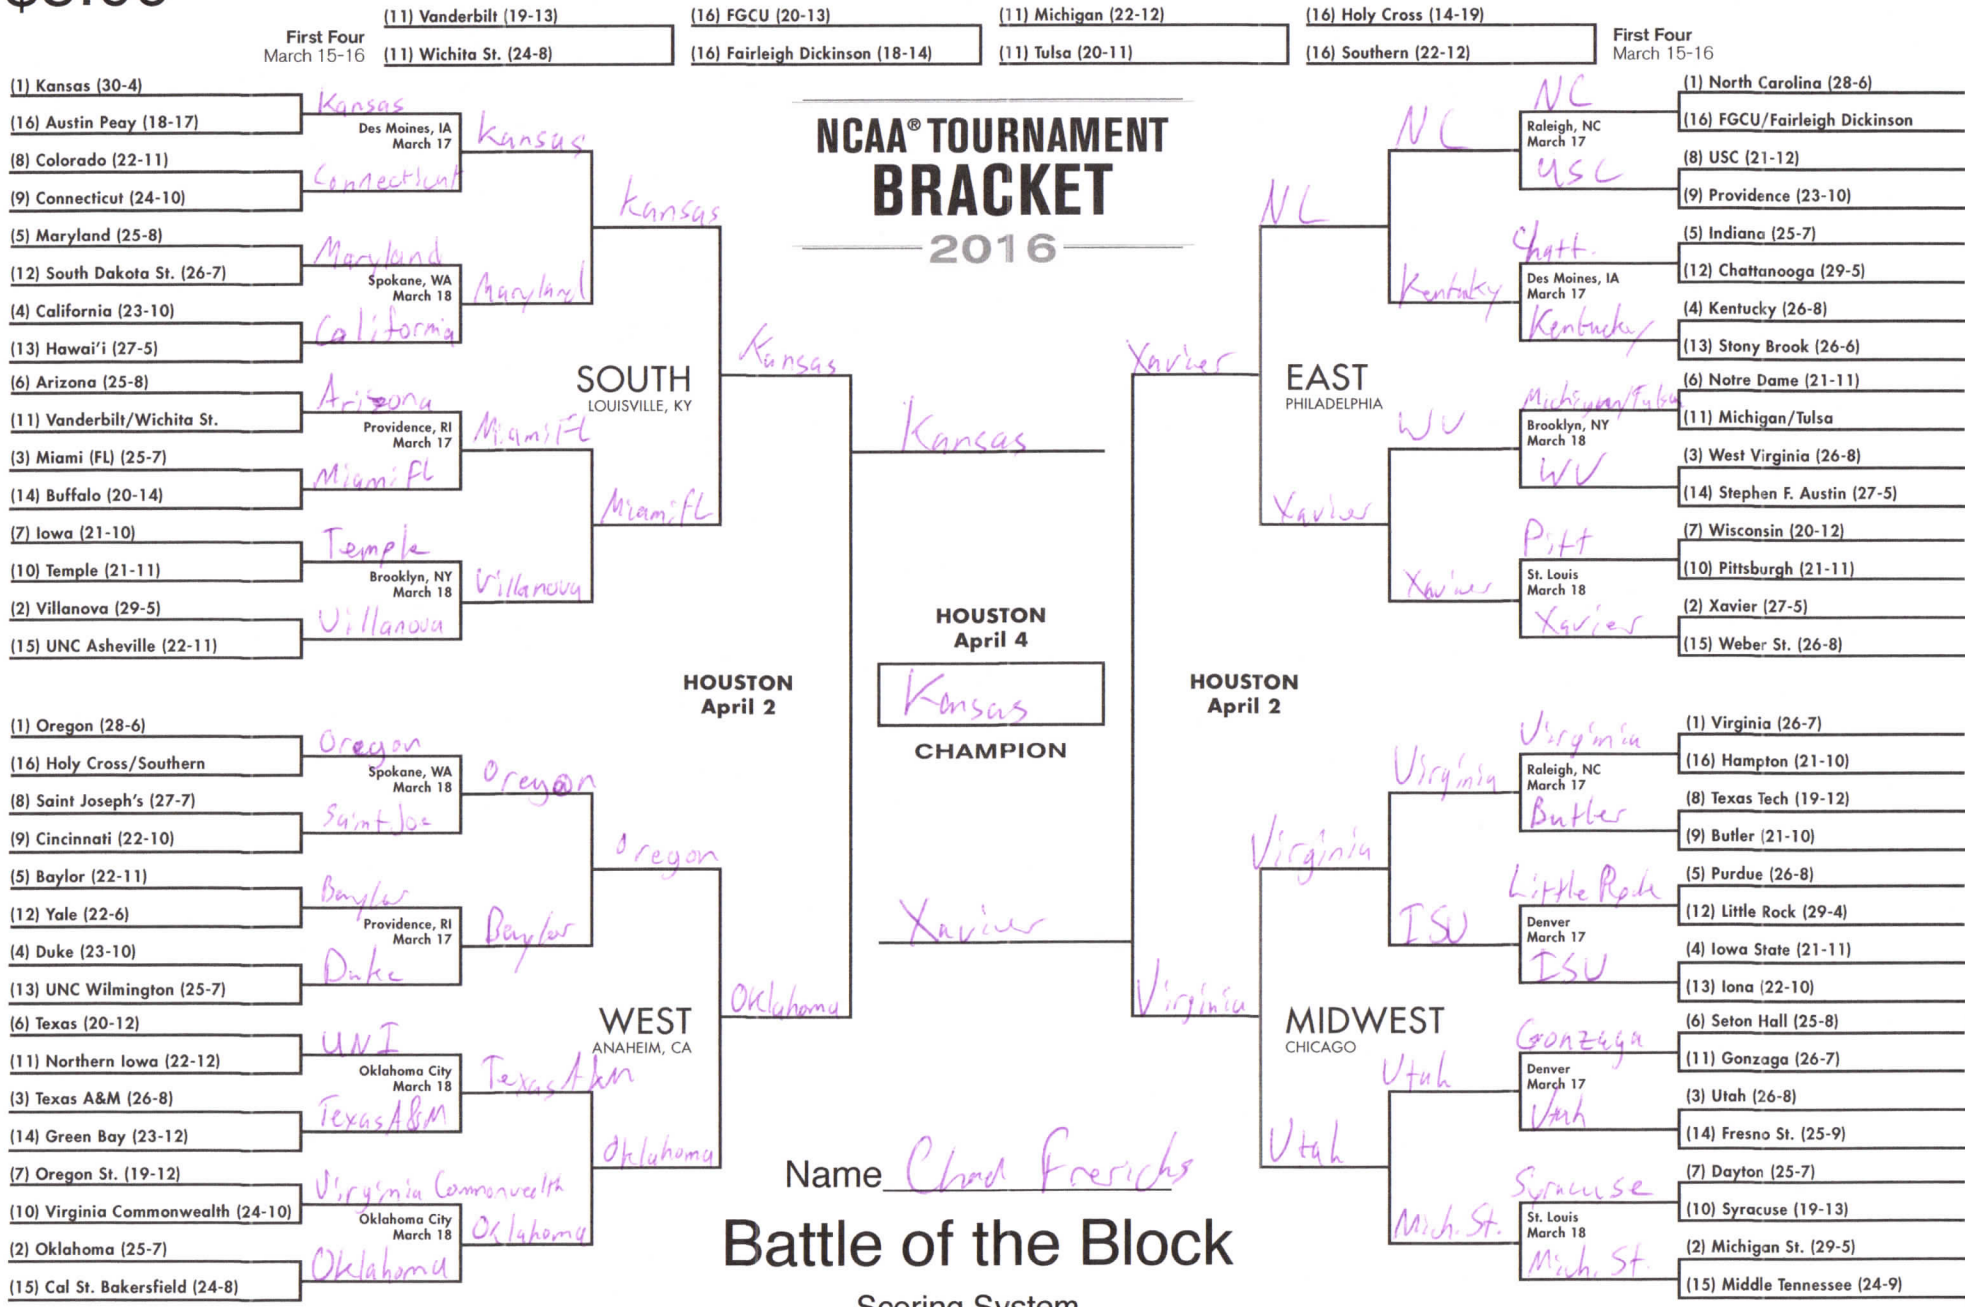 (11) Vanderbilt (19-13)
(11) Wichita St. (24-8)
(16) FGCU (20-13)
(16) Fairleigh Dickinson (18-14)
(11) Michigan (22-12)
(11) Tulsa (20-11)
(16) Holy Cross (14-19)
(16) Southern (22-12)
First Four
March 15-16
First Four
March 15-16
NCAA® TOURNAMENT
BRACKET
2016
(1) Kansas (30-4)
(16) Austin Peay (18-17)
(8) Colorado (22-11)
(9) Connecticut (24-10)
(5) Maryland (25-8)
(12) South Dakota St. (26-7)
(4) California (23-10)
(13) Hawai'i (27-5)
(6) Arizona (25-8)
(11) Vanderbilt/Wichita St.
(3) Miami (FL) (25-7)
(14) Buffalo (20-14)
(7) Iowa (21-10)
(10) Temple (21-11)
(2) Villanova (29-5)
(15) UNC Asheville (22-11)
Kansas
Des Moines, IA
March 17
Connecticut
Maryland
Spokane, WA
March 18
California
Arizona
Providence, RI
March 17
Miami FL
Temple
Brooklyn, NY
March 18
Villanova
Kansas
Maryland
Miami FL
Villanova
Kansas
Miami FL
SOUTH
LOUISVILLE, KY
Kansas
(1) Oregon (28-6)
(16) Holy Cross/Southern
(8) Saint Joseph's (27-7)
(9) Cincinnati (22-10)
(5) Baylor (22-11)
(12) Yale (22-6)
(4) Duke (23-10)
(13) UNC Wilmington (25-7)
(6) Texas (20-12)
(11) Northern Iowa (22-12)
(3) Texas A&M (26-8)
(14) Green Bay (23-12)
(7) Oregon St. (19-12)
(10) Virginia Commonwealth (24-10)
(2) Oklahoma (25-7)
(15) Cal St. Bakersfield (24-8)
Oregon
Spokane, WA
March 18
Saint Joe
Baylor
Providence, RI
March 17
Duke
UNI
Oklahoma City
March 18
Texas A&M
Virginia Commonwealth
Oklahoma City
March 18
Oklahoma
Oregon
Baylor
Texas A&M
Oklahoma
Oregon
Oklahoma
WEST
ANAHEIM, CA
Oklahoma
HOUSTON
April 2
Kansas
HOUSTON
April 4
Kansas
CHAMPION
Xavier
HOUSTON
April 2
Xavier
EAST
PHILADELPHIA
NC
Xavier
NC
Kentuky
WV
Xavier
NC
Raleigh, NC
March 17
USC
Chatt.
Des Moines, IA
March 17
Kentucky
Michigan/Tulsa
Brooklyn, NY
March 18
WV
Pitt
St. Louis
March 18
Xavier
(1) North Carolina (28-6)
(16) FGCU/Fairleigh Dickinson
(8) USC (21-12)
(9) Providence (23-10)
(5) Indiana (25-7)
(12) Chattanooga (29-5)
(4) Kentucky (26-8)
(13) Stony Brook (26-6)
(6) Notre Dame (21-11)
(11) Michigan/Tulsa
(3) West Virginia (26-8)
(14) Stephen F. Austin (27-5)
(7) Wisconsin (20-12)
(10) Pittsburgh (21-11)
(2) Xavier (27-5)
(15) Weber St. (26-8)
Virginia
MIDWEST
CHICAGO
Virginia
Utah
Virginia
ISU
Utah
Mich. St.
Virginia
Raleigh, NC
March 17
Butler
Little Rock
Denver
March 17
ISU
Gonzaga
Denver
March 17
Utah
Syracuse
St. Louis
March 18
Mich. St.
(1) Virginia (26-7)
(16) Hampton (21-10)
(8) Texas Tech (19-12)
(9) Butler (21-10)
(5) Purdue (26-8)
(12) Little Rock (29-4)
(4) Iowa State (21-11)
(13) Iona (22-10)
(6) Seton Hall (25-8)
(11) Gonzaga (26-7)
(3) Utah (26-8)
(14) Fresno St. (25-9)
(7) Dayton (25-7)
(10) Syracuse (19-13)
(2) Michigan St. (29-5)
(15) Middle Tennessee (24-9)
Name Chad Frerichs
Battle of the Block
Scoring System